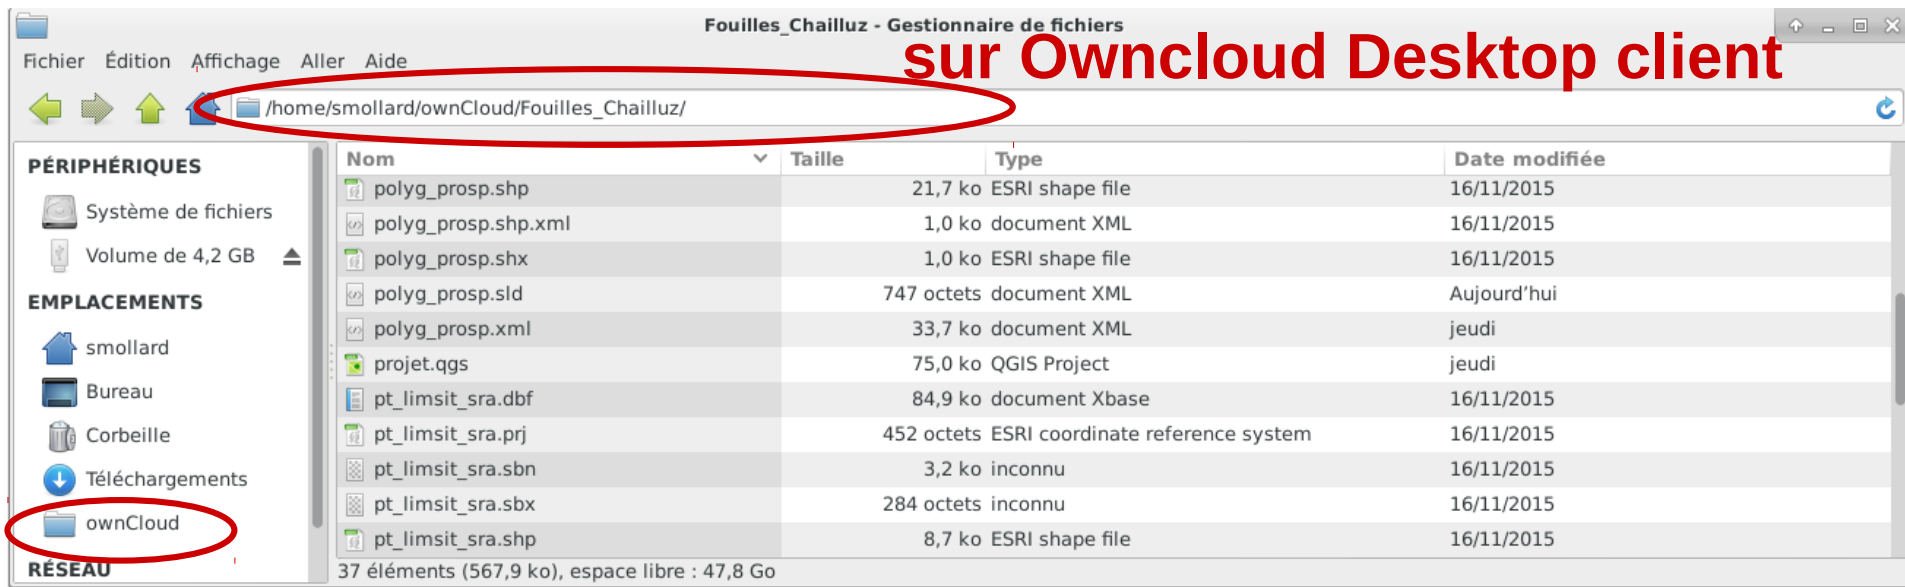 Fouilles_Chailluz - Gestionnaire de fichiers
sur Owncloud Desktop client
Fichier Édition Affichage Aller Aide
/home/smollard/ownCloud/Fouilles_Chailluz/
PÉRIPHÉRIQUES
Système de fichiers
Volume de 4,2 GB
EMPLACEMENTS
smollard
Bureau
Corbeille
Téléchargements
ownCloud
RÉSEAU
Nom Taille Type Date modifiée
polyg_prosp.shp 21,7 ko ESRI shape file 16/11/2015
polyg_prosp.shp.xml 1,0 ko document XML 16/11/2015
polyg_prosp.shx 1,0 ko ESRI shape file 16/11/2015
polyg_prosp.sld 747 octets document XML Aujourd'hui
polyg_prosp.xml 33,7 ko document XML jeudi
projet.qgs 75,0 ko QGIS Project jeudi
pt_limsit_sra.dbf 84,9 ko document Xbase 16/11/2015
pt_limsit_sra.prj 452 octets ESRI coordinate reference system 16/11/2015
pt_limsit_sra.sbn 3,2 ko inconnu 16/11/2015
pt_limsit_sra.sbx 284 octets inconnu 16/11/2015
pt_limsit_sra.shp 8,7 ko ESRI shape file 16/11/2015
37 éléments (567,9 ko), espace libre : 47,8 Go